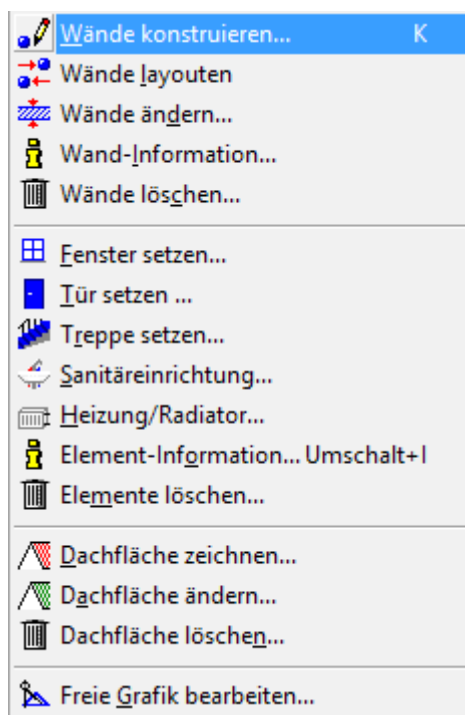 Wände konstruieren... K
Wände layouten
Wände ändern...
Wand-Information...
Wände löschen...
Fenster setzen...
Tür setzen ...
Treppe setzen...
Sanitäreinrichtung...
Heizung/Radiator...
Element-Information... Umschalt+I
Elemente löschen...
Dachfläche zeichnen...
Dachfläche ändern...
Dachfläche löschen...
Freie Grafik bearbeiten...